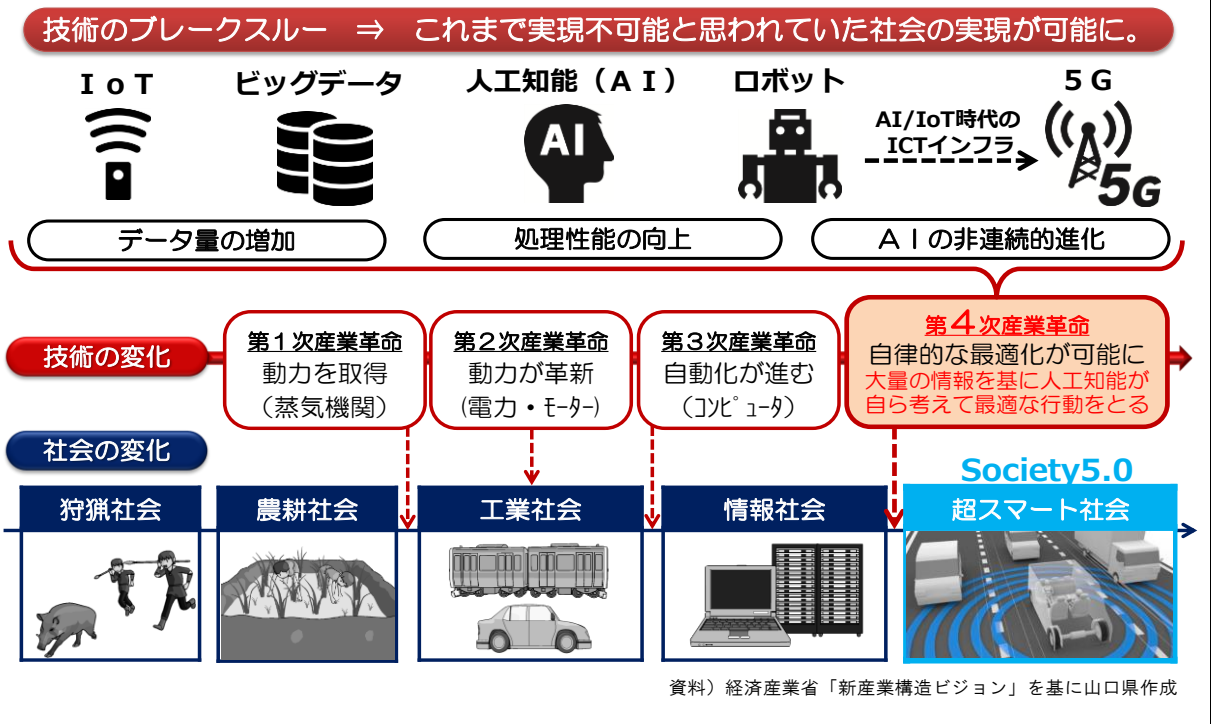 技術のブレークスルー　⇒　これまで実現不可能と思われていた社会の実現が可能に。
ＩｏＴ
ビッグデータ
人工知能（ＡＩ）
ロボット
５Ｇ
AI
AI/IoT時代の
ICTインフラ
5G
データ量の増加
処理性能の向上
ＡＩの非連続的進化
技術の変化
第１次産業革命
動力を取得
（蒸気機関）
第２次産業革命
動力が革新
(電力・ﾓｰﾀｰ)
第３次産業革命
自動化が進む
（ｺﾝﾋﾟｭｰﾀ）
第４次産業革命
自律的な最適化が可能に
大量の情報を基に人工知能が
自ら考えて最適な行動をとる
社会の変化
Society5.0
狩猟社会
農耕社会
工業社会
情報社会
超スマート社会
資料）経済産業省「新産業構造ビジョン」を基に山口県作成